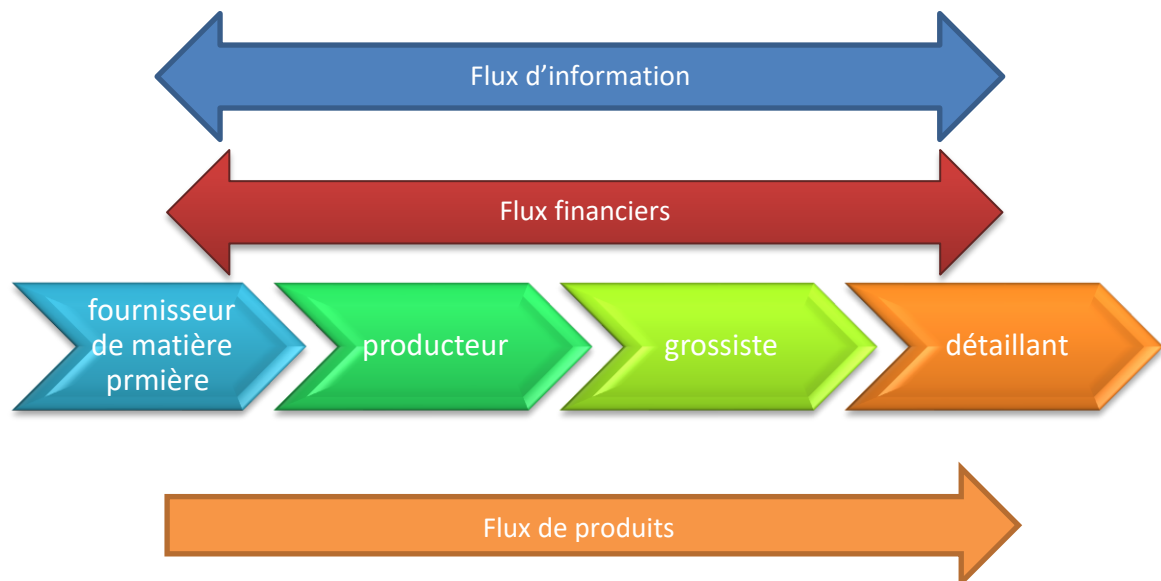 Flux d’information
Flux financiers
fournisseur
de matière
prmière
producteur
grossiste
détaillant
Flux de produits